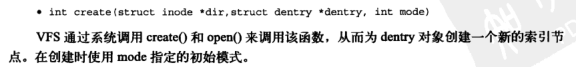 • int create(struct inode *dir,struct dentry *dentry, int mode)
VFS 通过系统调用 create()和 open()来调用该函数，从而为 dentry 对象创建一个新的索引节
点。在创建时使用 mode 指定的初始模式。